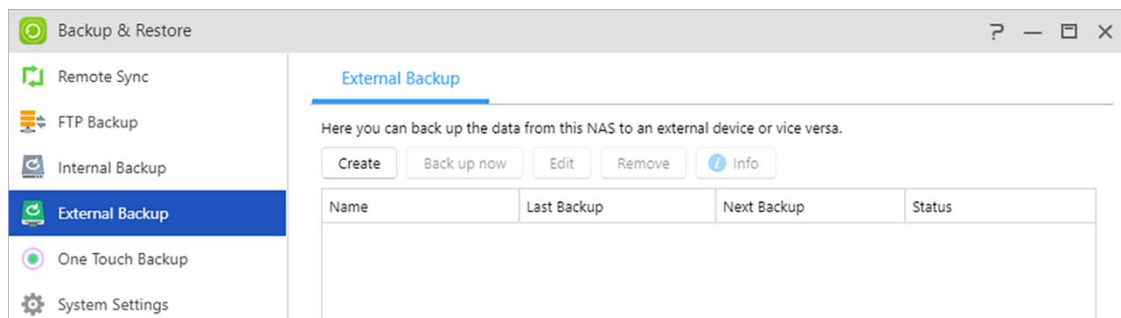 Backup & Restore
Remote Sync
FTP Backup
Internal Backup
External Backup
One Touch Backup
System Settings
External Backup
Here you can back up the data from this NAS to an external device or vice versa.
Create Back up now Edit Remove Info
Name Last Backup Next Backup Status